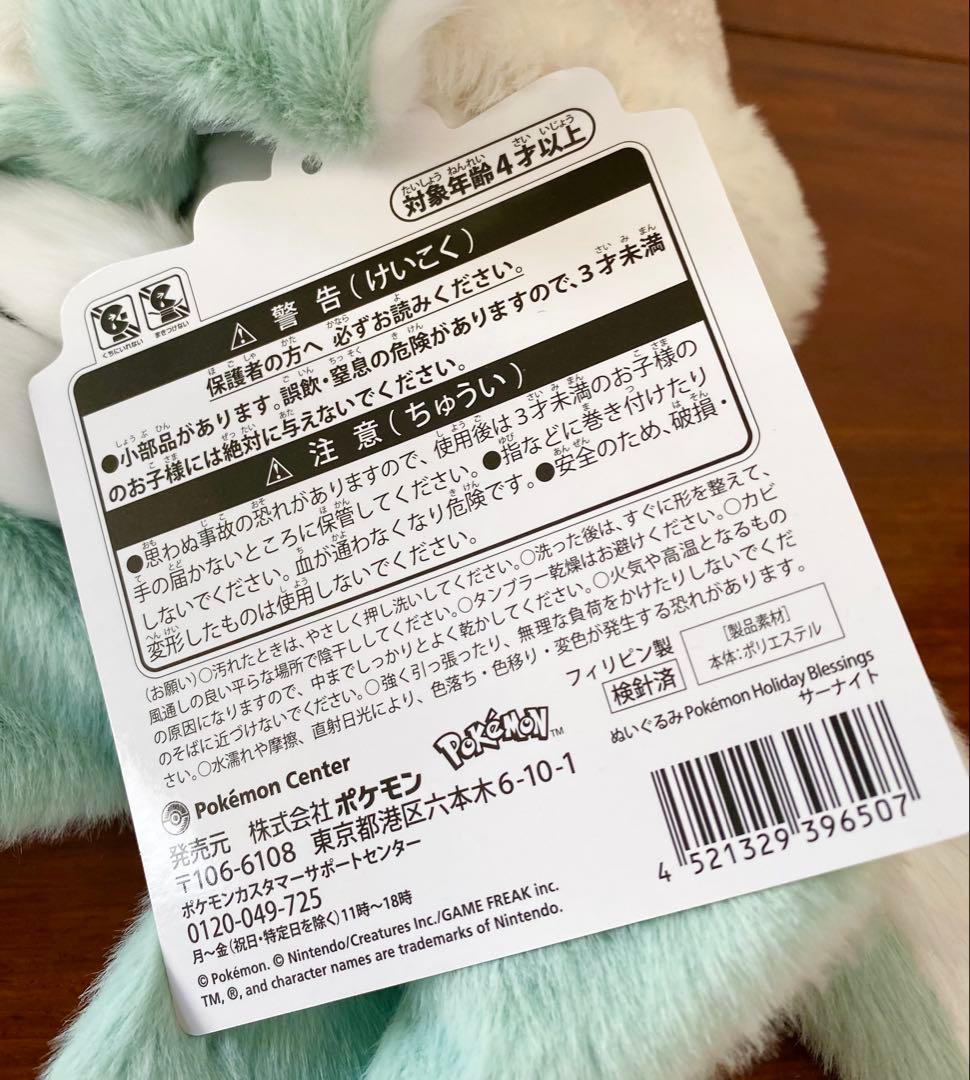 対象年齢4才以上
くちにいれない まきつけない
警告(けいこく)
保護者の方へ 必ずお読みください。
●小部品があります。誤飲・窒息の危険がありますので、3才未満
のお子様には絶対に与えないでください。
注意(ちゅうい)
●思わぬ事故の恐れがありますので、使用後は3才未満のお子様の
手の届かないところに保管してください。●指などに巻き付けたり
しないでください。血が通わなくなり危険です。●安全のため、破損・
変形したものは使用しないでください。
(お願い)○汚れたときは、やさしく押し洗いしてください。○洗った後は、すぐに形を整えて、
風通しの良い平らな場所で陰干ししてください。○タンブラー乾燥はお避けください。○カビ
の原因になりますので、中までしっかりとよく乾かしてください。○火気や高温となるもの
のそばに近づけないでください。○強く引っ張ったり、無理な負荷をかけたりしないでくだ
さい。○水濡れや摩擦、直射日光により、色落ち・色移り・変色が発生する恐れがあります。
フィリピン製
検針済
[製品素材]
本体:ポリエステル
ぬいぐるみ Pokémon Holiday Blessings
サーナイト
Pokémon Center
POKéMON TM
発売元 株式会社ポケモン
〒106-6108 東京都港区六本木6-10-1
ポケモンカスタマーサポートセンター
0120-049-725
月~金(祝日・特定日を除く)11時~18時
© Pokémon. © Nintendo/Creatures Inc./GAME FREAK inc.
TM, ®, and character names are trademarks of Nintendo.
4 521329 396507